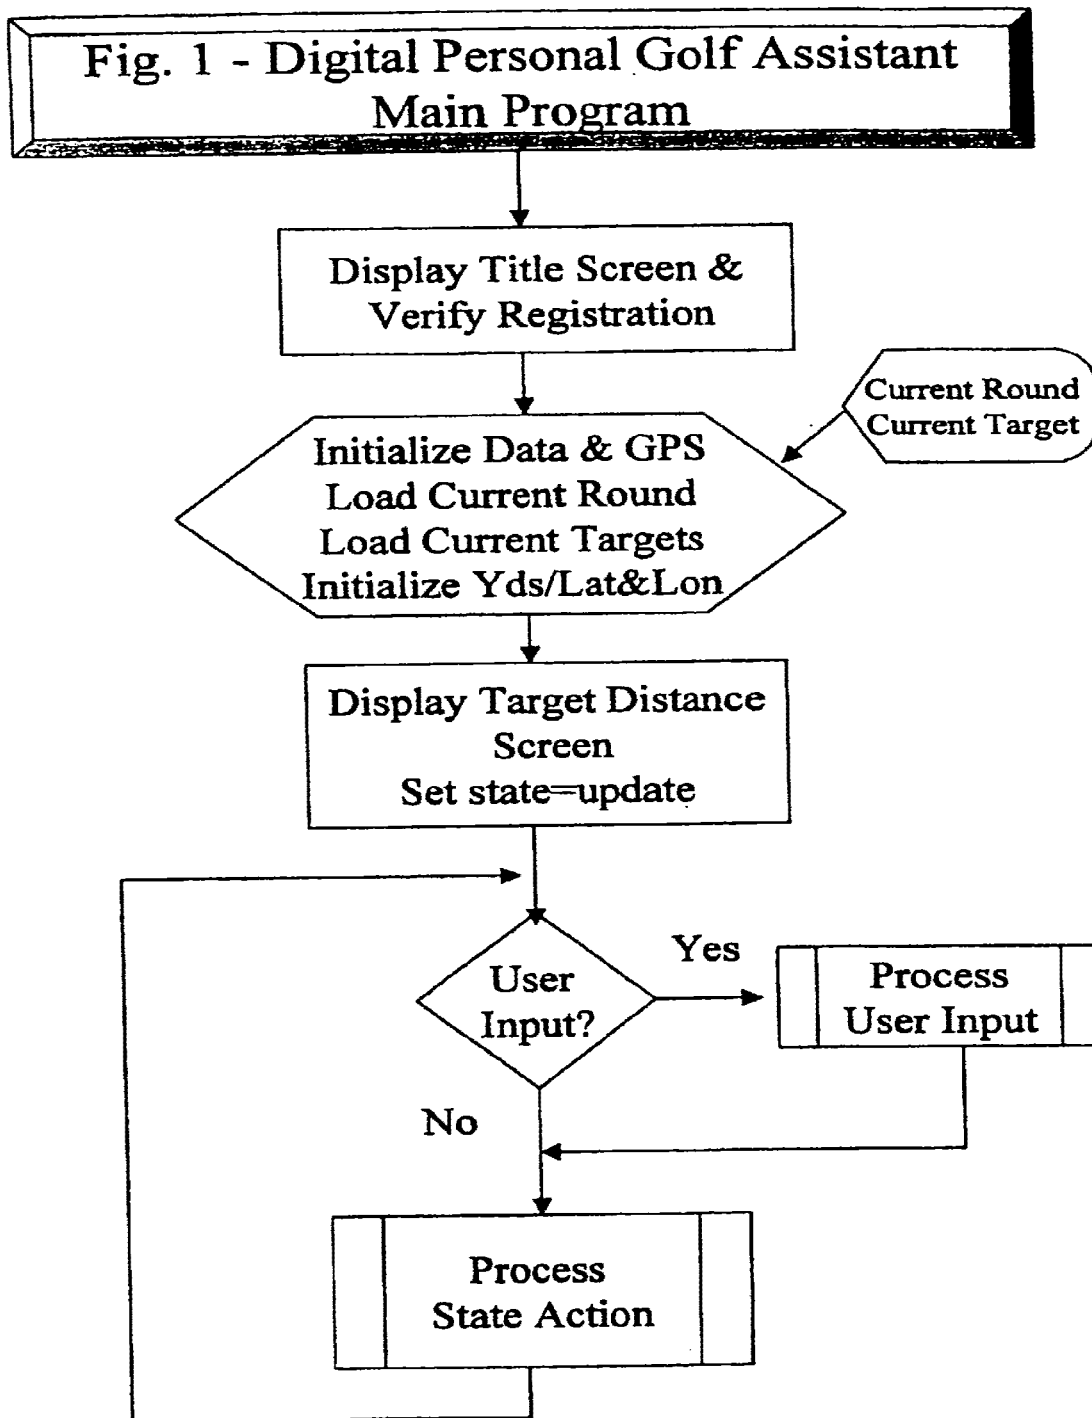 Fig. 1 - Digital Personal Golf Assistant
Main Program
Display Title Screen &
Verify Registration
Current Round
Current Target
Initialize Data & GPS
Load Current Round
Load Current Targets
Initialize Yds/Lat&Lon
Display Target Distance
Screen
Set state=update
User
Input?
Yes
Process
User Input
No
Process
State Action